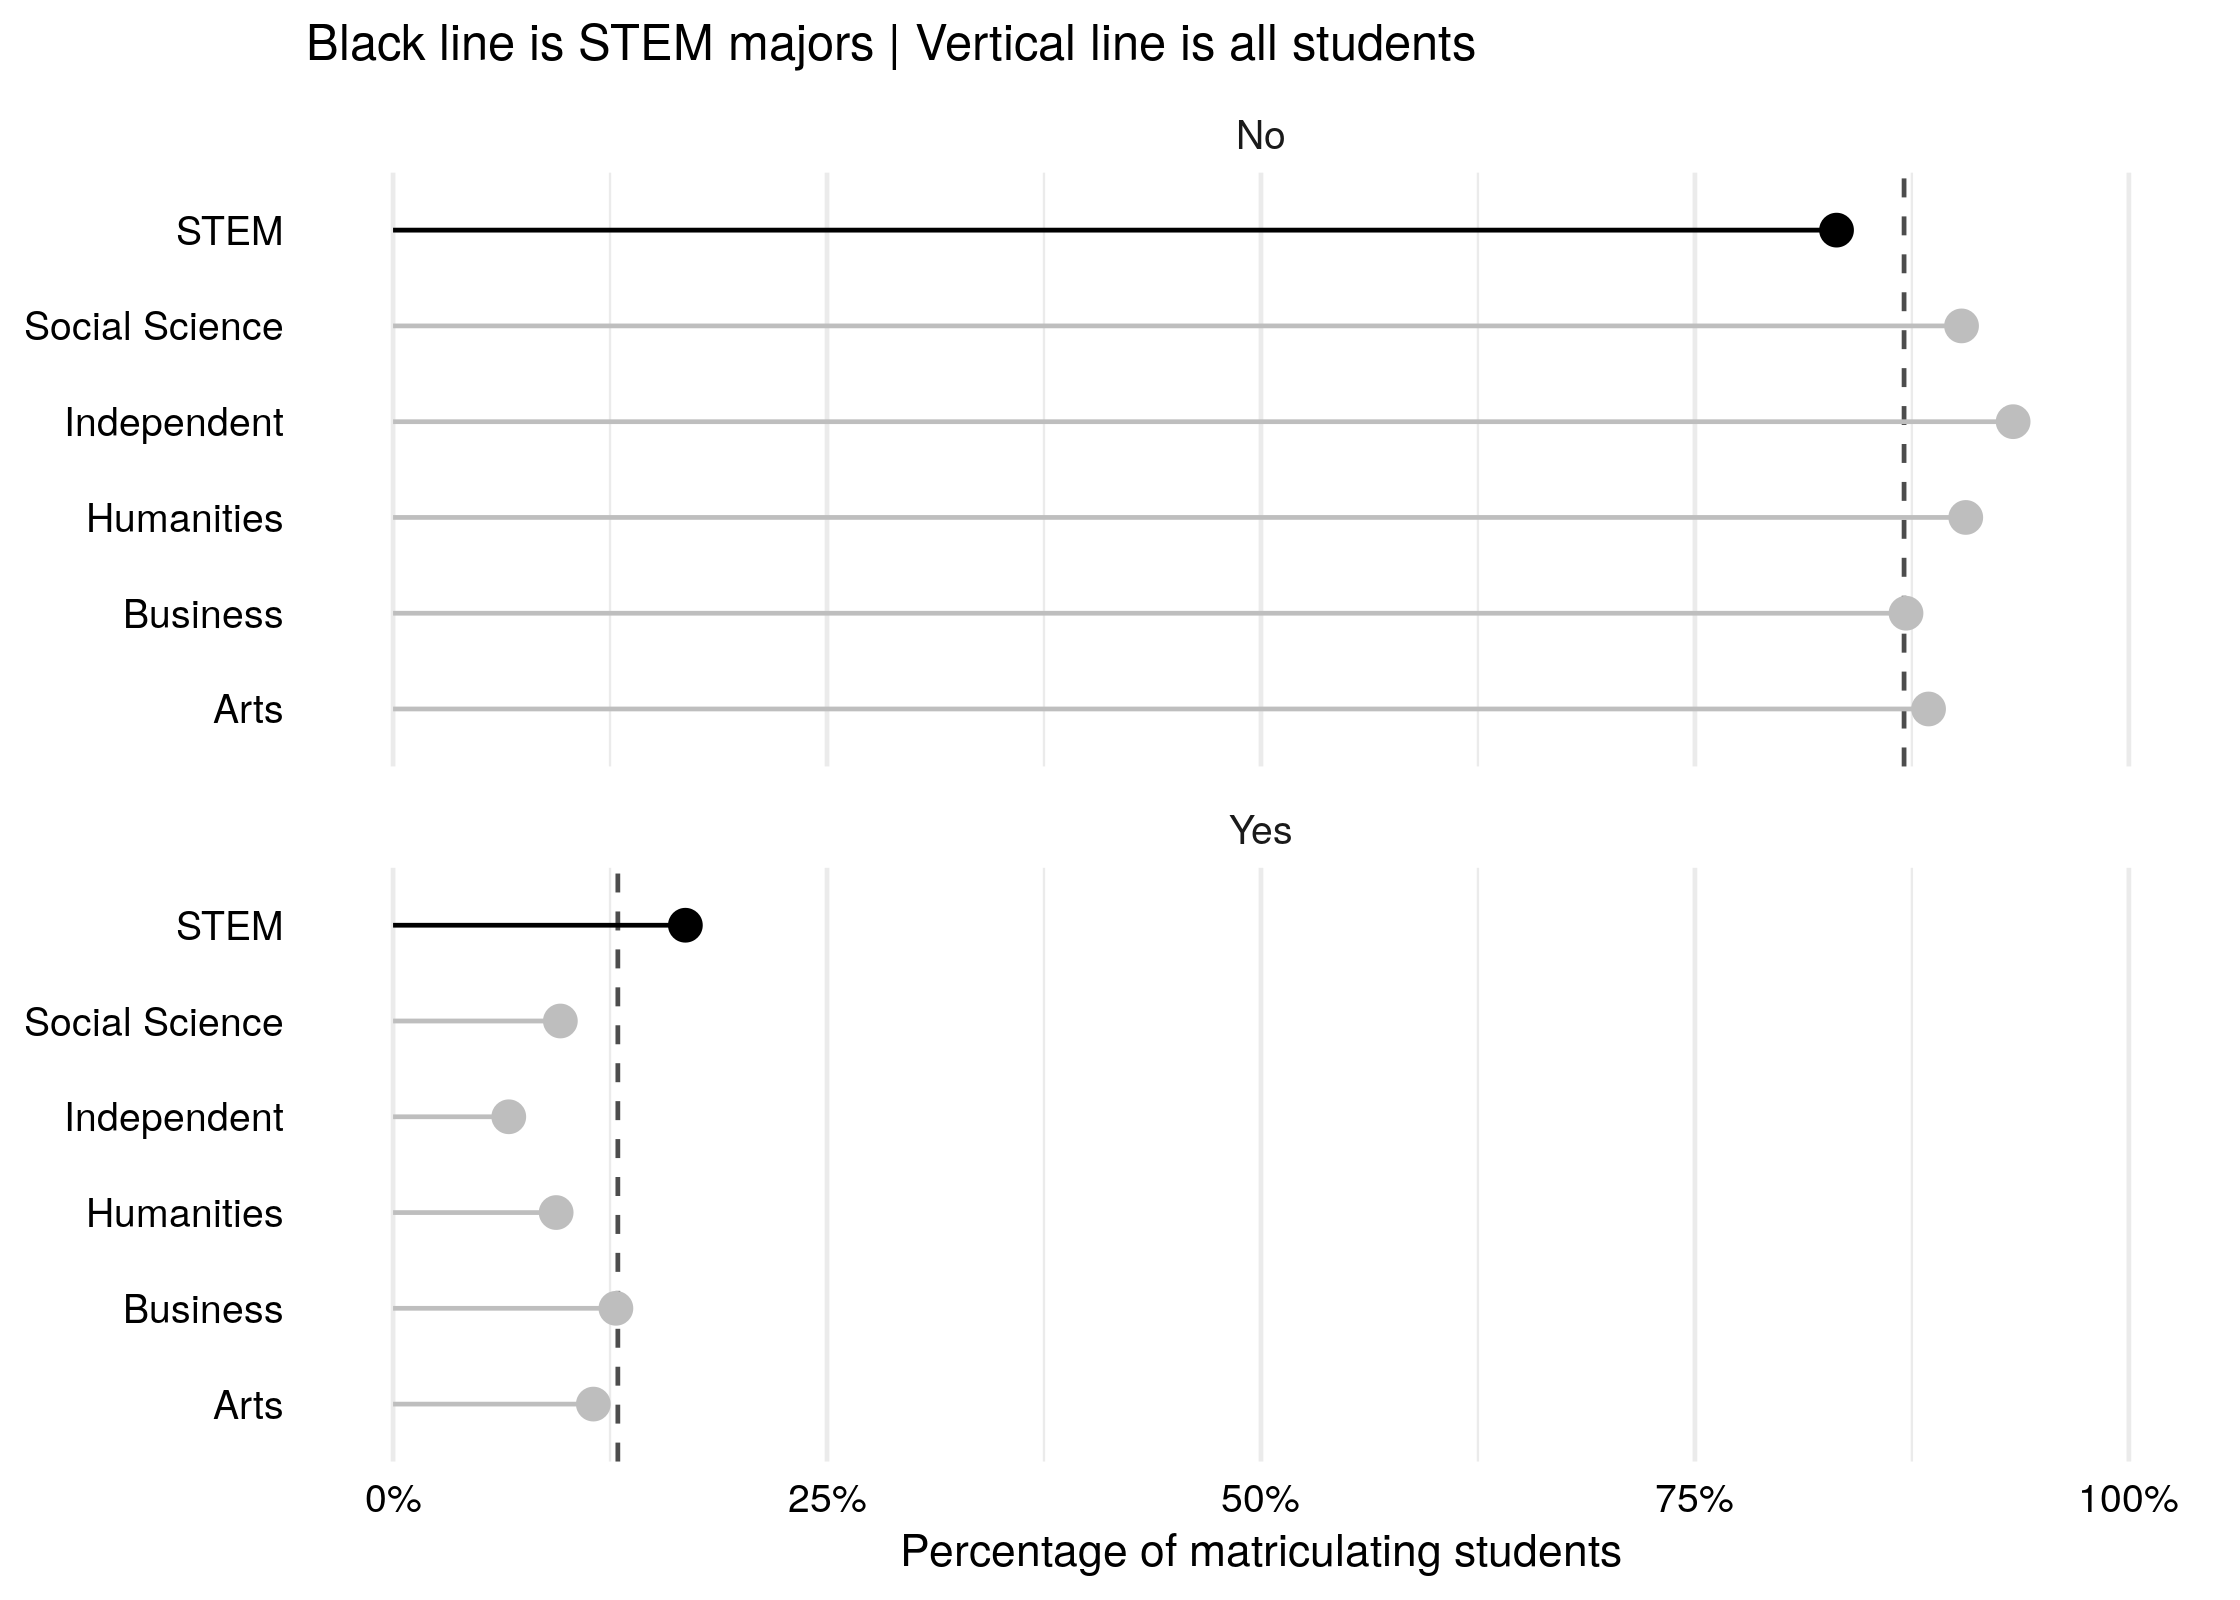 Black line is STEM majors | Vertical line is all students
No
STEM
Social Science
Independent
Humanities
Business
Arts
Yes
STEM
Social Science
Independent
Humanities
Business
Arts
0% 25% 50% 75% 100%
Percentage of matriculating students